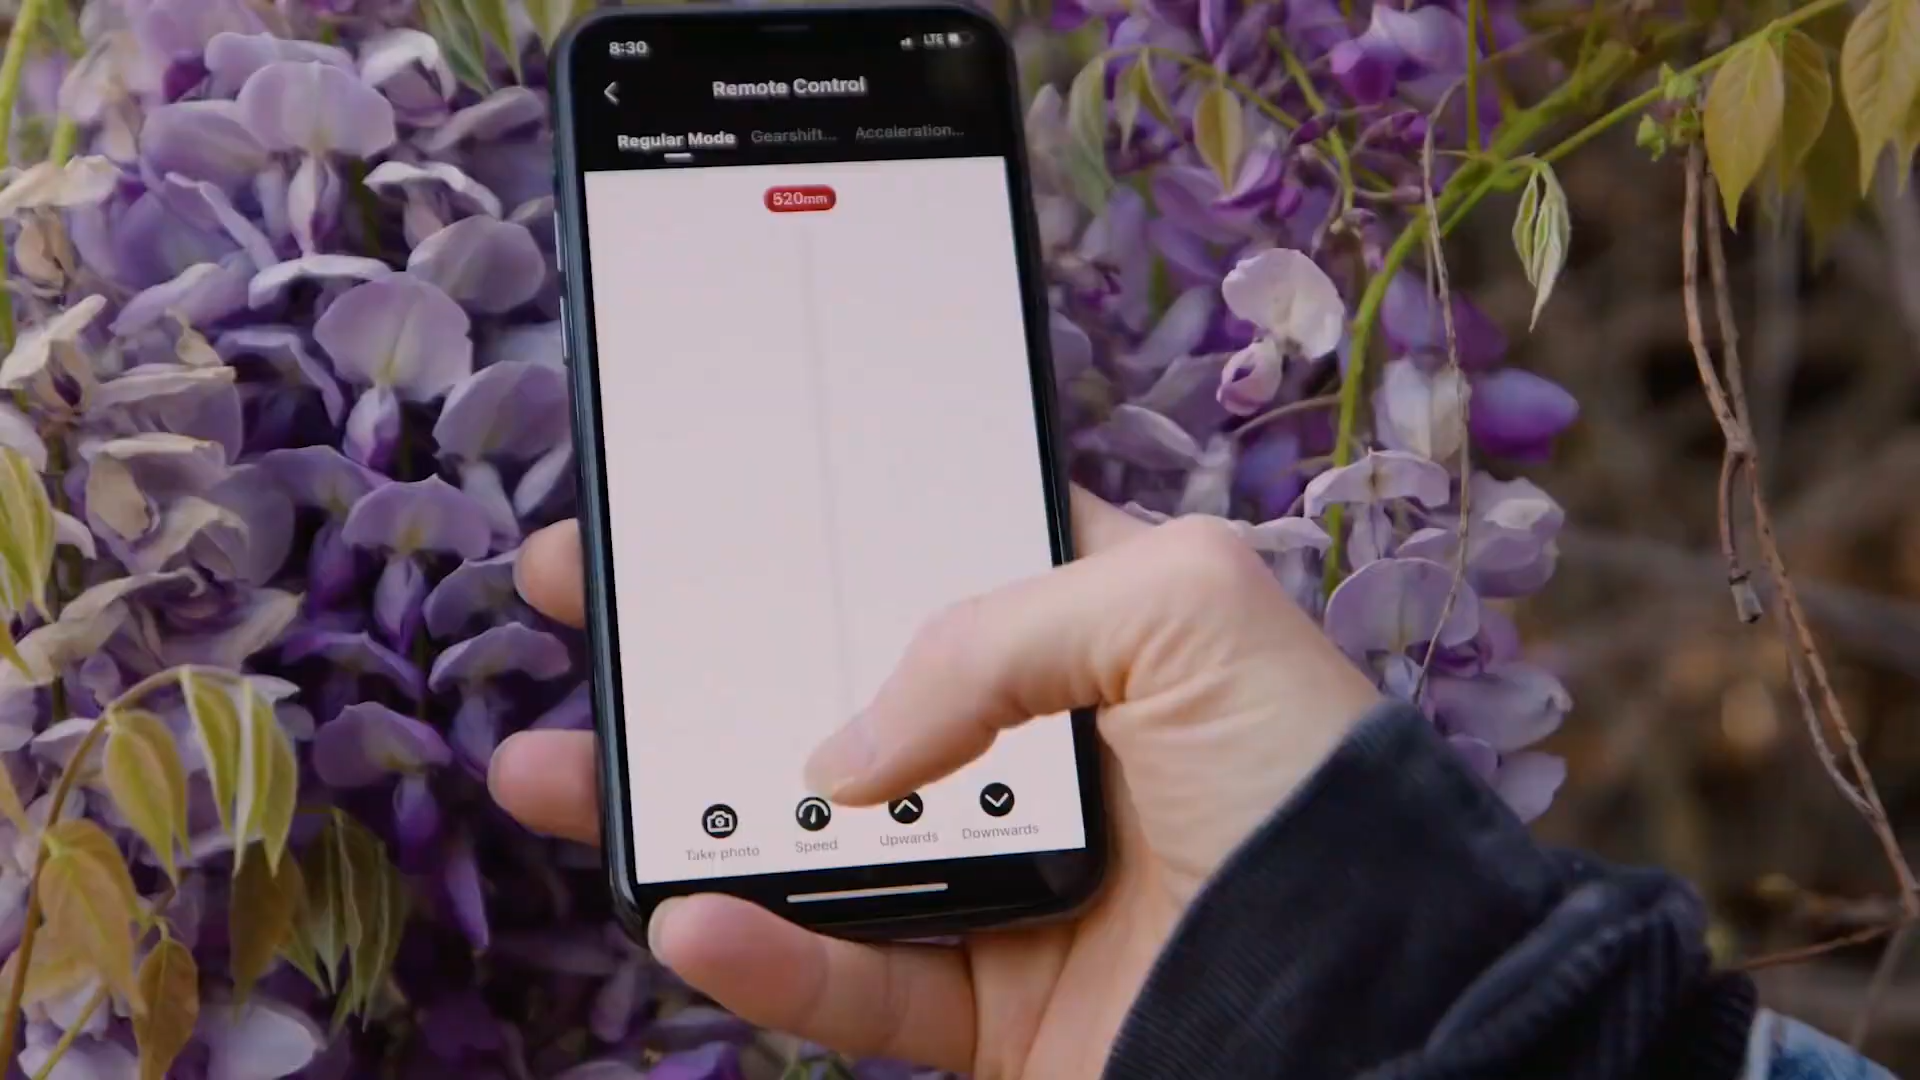 8:30 LTE
Remote Control
Regular Mode Gearshift... Acceleration...
520mm
Take photo Speed Upwards Downwards